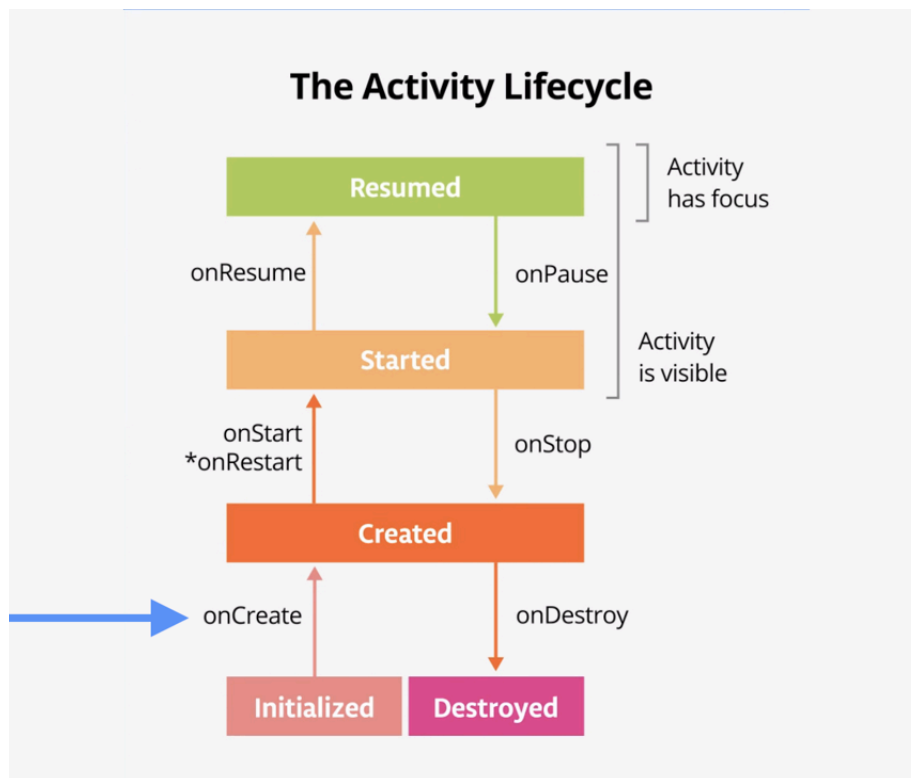 The Activity Lifecycle
Resumed
Activity
has focus
onResume
onPause
Started
Activity
is visible
onStart
*onRestart
onStop
Created
onCreate
onDestroy
Initialized
Destroyed